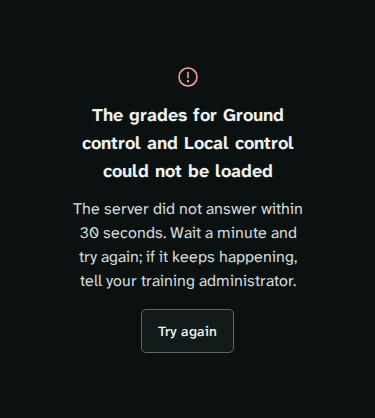 The grades for Ground
control and Local control
could not be loaded
The server did not answer within
30 seconds. Wait a minute and
try again; if it keeps happening,
tell your training administrator.
Try again